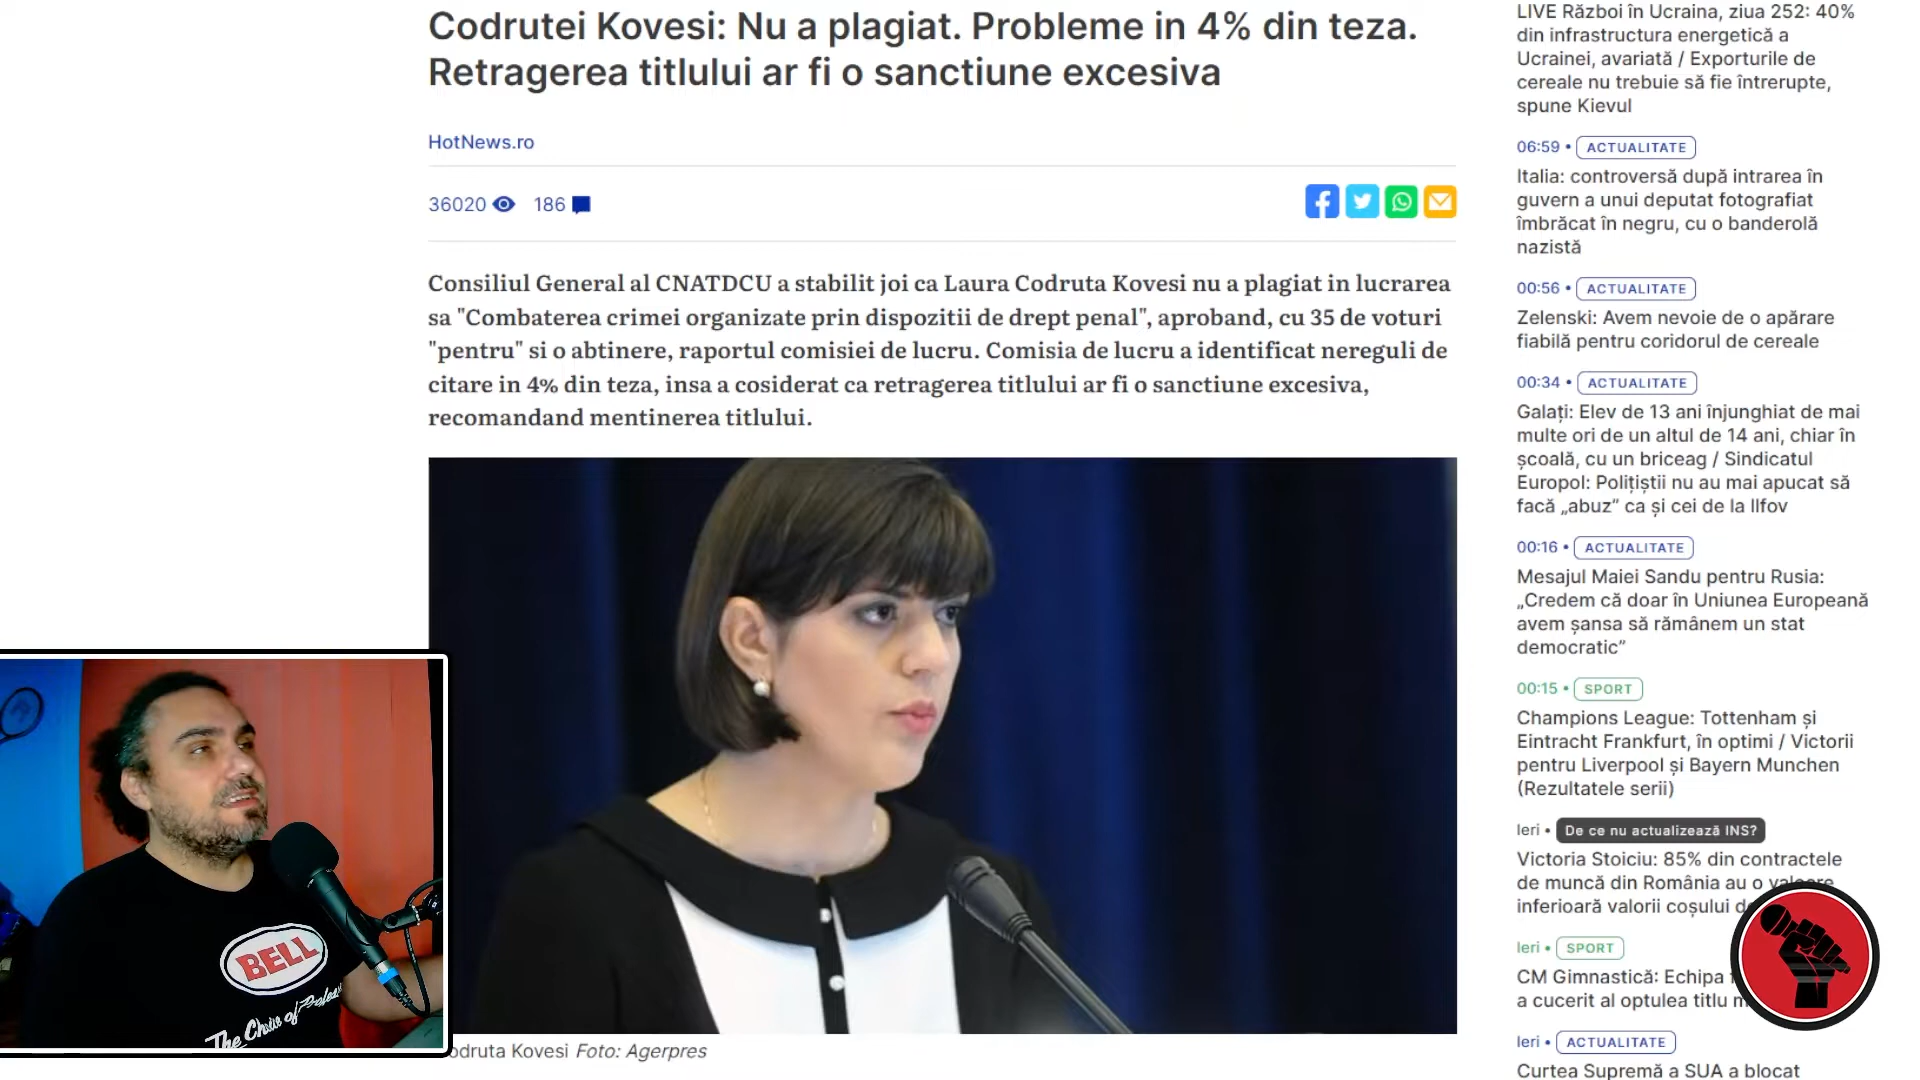 Codrutei Kovesi: Nu a plagiat. Probleme in 4% din teza.
Retragerea titlului ar fi o sanctiune excesiva
HotNews.ro
36020 186
Consiliul General al CNATDCU a stabilit joi ca Laura Codruta Kovesi nu a plagiat in lucrarea
sa "Combaterea crimei organizate prin dispozitii de drept penal", aproband, cu 35 de voturi
"pentru" si o abtinere, raportul comisiei de lucru. Comisia de lucru a identificat nereguli de
citare in 4% din teza, insa a cosiderat ca retragerea titlului ar fi o sanctiune excesiva,
recomandand mentinerea titlului.
odruta Kovesi Foto: Agerpres
BELL
The Choice of
LIVE Război în Ucraina, ziua 252: 40%
din infrastructura energetică a
Ucrainei, avariată / Exporturile de
cereale nu trebuie să fie întrerupte,
spune Kievul
06:59 • ACTUALITATE
Italia: controversă după intrarea în
guvern a unui deputat fotografiat
îmbrăcat în negru, cu o banderolă
nazistă
00:56 • ACTUALITATE
Zelenski: Avem nevoie de o apărare
fiabilă pentru coridorul de cereale
00:34 • ACTUALITATE
Galați: Elev de 13 ani înjunghiat de mai
multe ori de un altul de 14 ani, chiar în
școală, cu un briceag / Sindicatul
Europol: Polițiștii nu au mai apucat să
facă „abuz” ca și cei de la Ilfov
00:16 • ACTUALITATE
Mesajul Maiei Sandu pentru Rusia:
„Credem că doar în Uniunea Europeană
avem șansa să rămânem un stat
democratic”
00:15 • SPORT
Champions League: Tottenham și
Eintracht Frankfurt, în optimi / Victorii
pentru Liverpool și Bayern Munchen
(Rezultatele serii)
Ieri • De ce nu actualizează INS?
Victoria Stoiciu: 85% din contractele
de muncă din România au o valoare
inferioară valorii coșului
Ieri • SPORT
CM Gimnastică: Echipa
a cucerit al optulea titlu
Ieri • ACTUALITATE
Curtea Supremă a SUA a blocat